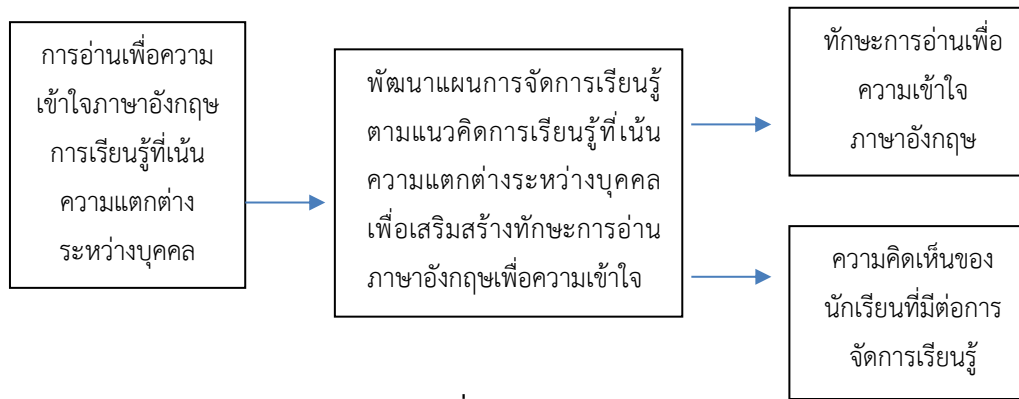 การอ่านเพื่อความ
เข้าใจภาษาอังกฤษ
การเรียนรู้ที่เน้น
ความแตกต่าง
ระหว่างบุคคล
พัฒนาแผนการจัดการเรียนรู้
ตามแนวคิดการเรียนรู้ที่เน้น
ความแตกต่างระหว่างบุคคล
เพื่อเสริมสร้างทักษะการอ่าน
ภาษาอังกฤษเพื่อความเข้าใจ
ทักษะการอ่านเพื่อ
ความเข้าใจ
ภาษาอังกฤษ
ความคิดเห็นของ
นักเรียนที่มีต่อการ
จัดการเรียนรู้